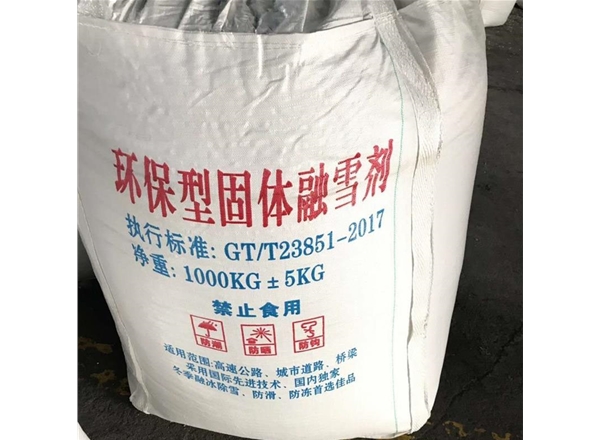 环保型固体融雪剂
执行标准: GT/T23851-2017
净重: 1000KG±5KG
禁止食用
防潮 防晒 防钩
适用范围:高速公路、城市道路、桥梁
采用国际先进技术、国内独家
冬季融冰除雪、防滑、防冻首选佳品